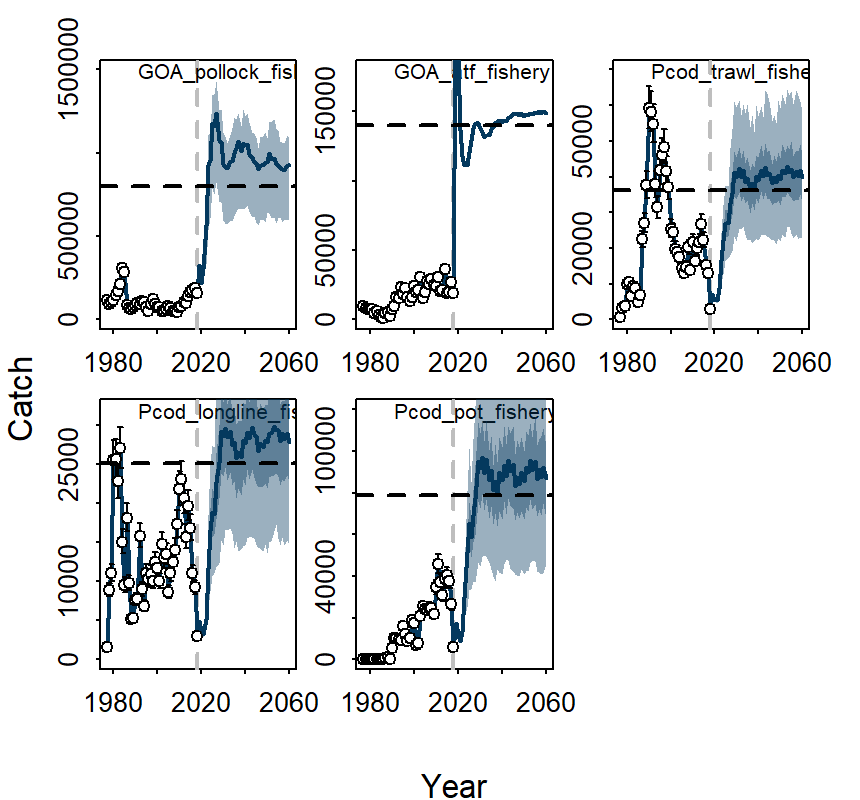 GOA_pollock_fish
GOA_atf_fishery
Pcod_trawl_fishe
1500000
500000
0
150000
50000
0
50000
20000
0
1980 2020 2060
1980 2020 2060
1980 2020 2060
Catch
Pcod_longline_fis
Pcod_pot_fishery
25000
10000
0
100000
40000
0
1980 2020 2060
1980 2020 2060
Year